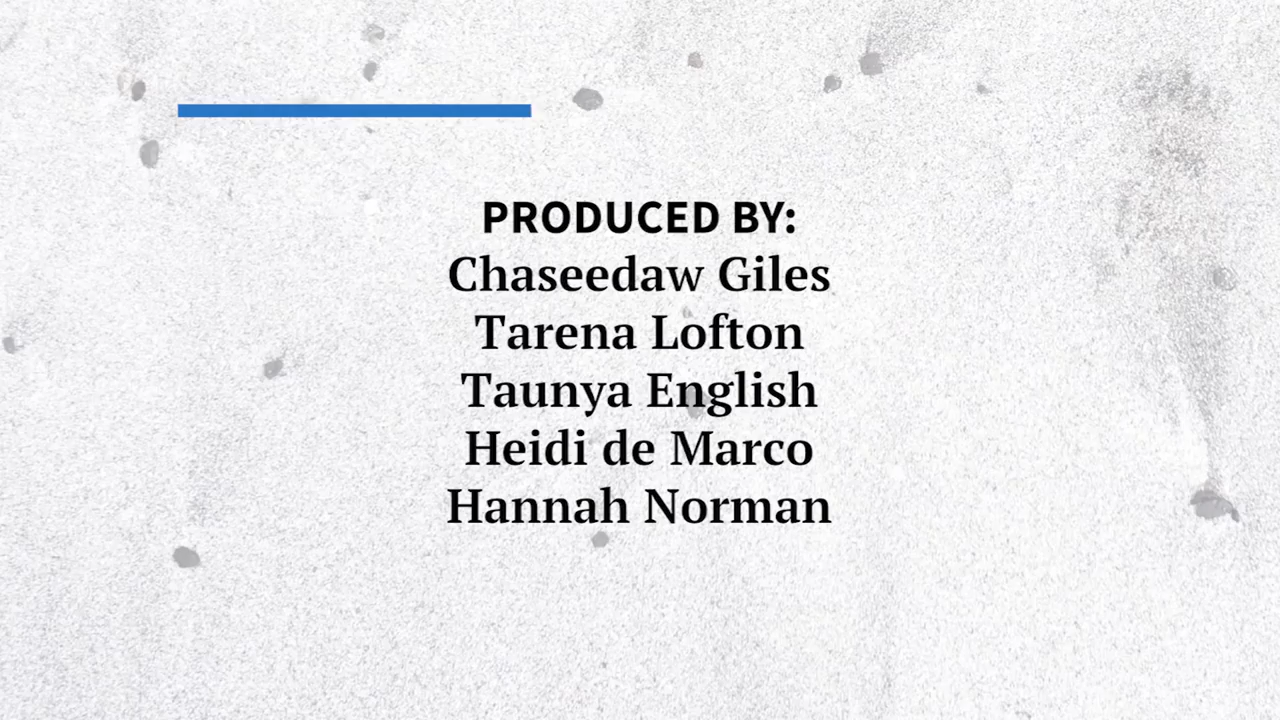 PRODUCED BY:
Chaseedaw Giles
Tarena Lofton
Taunya English
Heidi de Marco
Hannah Norman